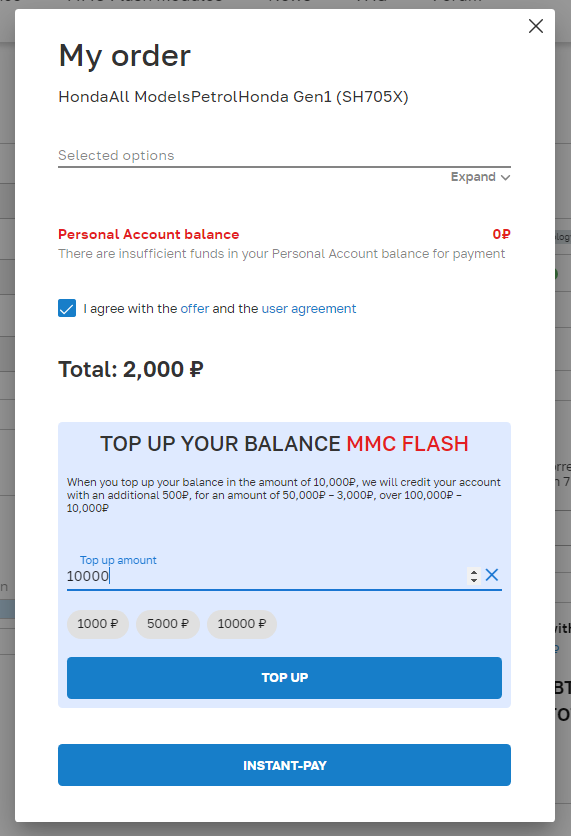 My order
HondaAll ModelsPetrolHonda Gen1 (SH705X)
Selected options
Expand
Personal Account balance 0₽
There are insufficient funds in your Personal Account balance for payment
I agree with the offer and the user agreement
Total: 2,000 ₽
TOP UP YOUR BALANCE MMC FLASH
When you top up your balance in the amount of 10,000₽, we will credit your account
with an additional 500₽, for an amount of 50,000₽ – 3,000₽, over 100,000₽ –
10,000₽
Top up amount
10000
1000 ₽ 5000 ₽ 10000 ₽
TOP UP
INSTANT-PAY